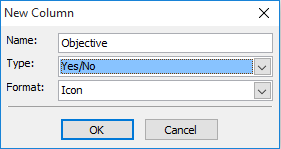 New Column
Name: Objective
Type: Yes/No
Format: Icon
OK Cancel